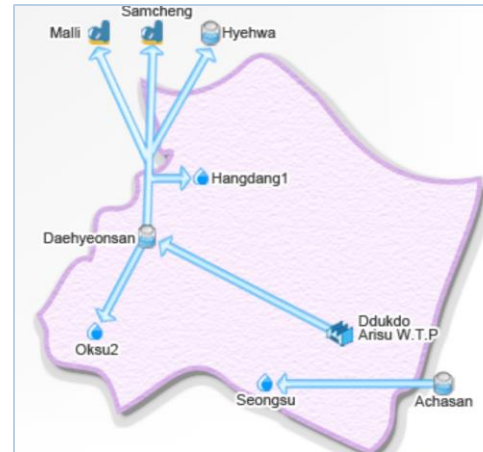 Samcheng
Malli
Hyehwa
Hangdang1
Daehyeonsan
Ddukdo
Arisu W.T.P
Oksu2
Seongsu
Achasan